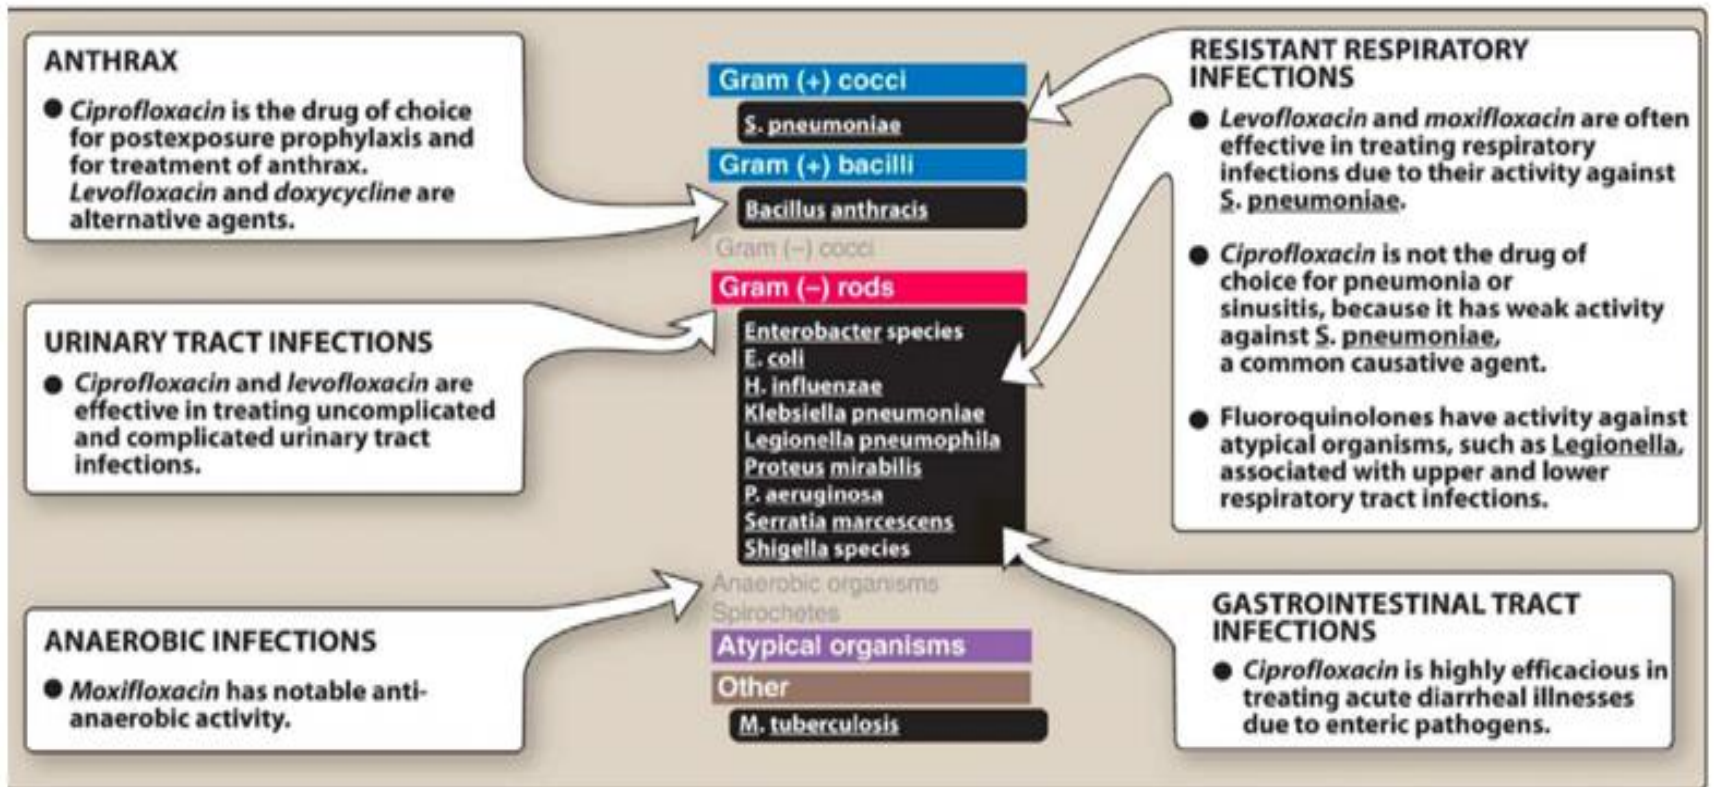 ANTHRAX
● Ciprofloxacin is the drug of choice
for postexposure prophylaxis and
for treatment of anthrax.
Levofloxacin and doxycycline are
alternative agents.
URINARY TRACT INFECTIONS
● Ciprofloxacin and levofloxacin are
effective in treating uncomplicated
and complicated urinary tract
infections.
ANAEROBIC INFECTIONS
● Moxifloxacin has notable anti-
anaerobic activity.
Gram (+) cocci
S. pneumoniae
Gram (+) bacilli
Bacillus anthracis
Gram (–) cocci
Gram (–) rods
Enterobacter species
E. coli
H. influenzae
Klebsiella pneumoniae
Legionella pneumophila
Proteus mirabilis
P. aeruginosa
Serratia marcescens
Shigella species
Anaerobic organisms
Spirochetes
Atypical organisms
Other
M. tuberculosis
RESISTANT RESPIRATORY
INFECTIONS
● Levofloxacin and moxifloxacin are often
effective in treating respiratory
infections due to their activity against
S. pneumoniae.
● Ciprofloxacin is not the drug of
choice for pneumonia or
sinusitis, because it has weak activity
against S. pneumoniae,
a common causative agent.
● Fluoroquinolones have activity against
atypical organisms, such as Legionella,
associated with upper and lower
respiratory tract infections.
GASTROINTESTINAL TRACT
INFECTIONS
● Ciprofloxacin is highly efficacious in
treating acute diarrheal illnesses
due to enteric pathogens.